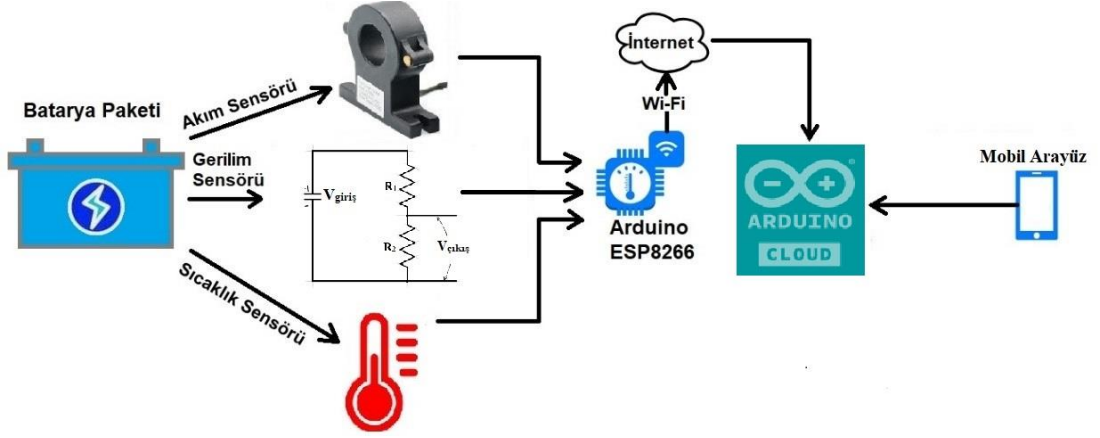 Batarya Paketi
Akım Sensörü
Gerilim
Sensörü
Sıcaklık Sensörü
Vgiriş
R1
R2
Vçıkış
İnternet
Wi-Fi
Arduino
ESP8266
ARDUINO
CLOUD
Mobil Arayüz